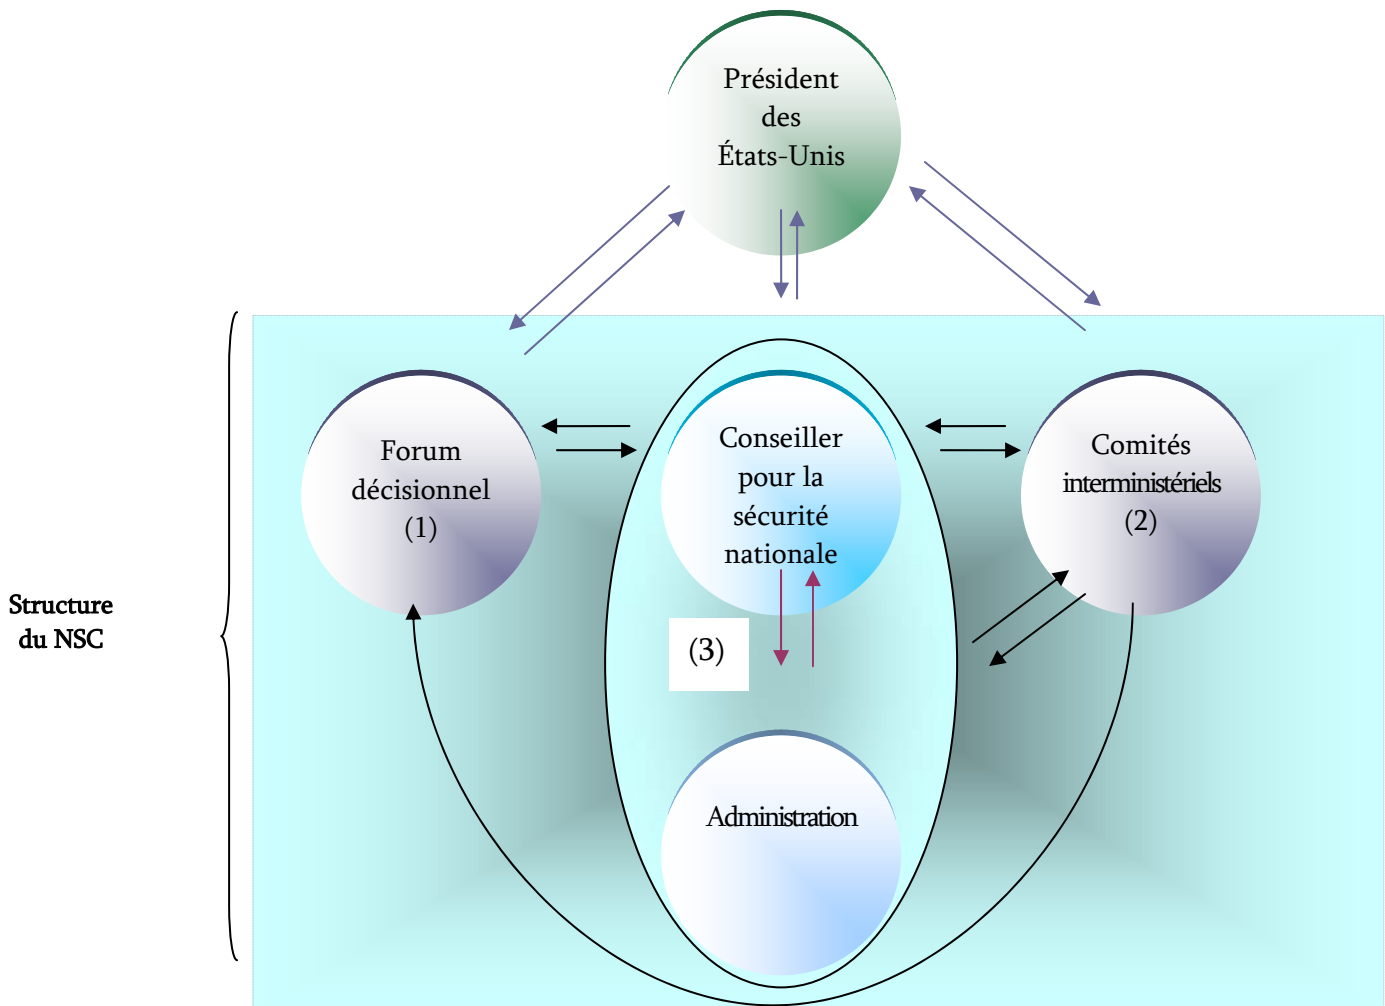 Président
des
États-Unis
Forum
décisionnel
(1)
Conseiller
pour la
sécurité
nationale
Comités
interministériels
(2)
Structure
du NSC
(3)
Administration